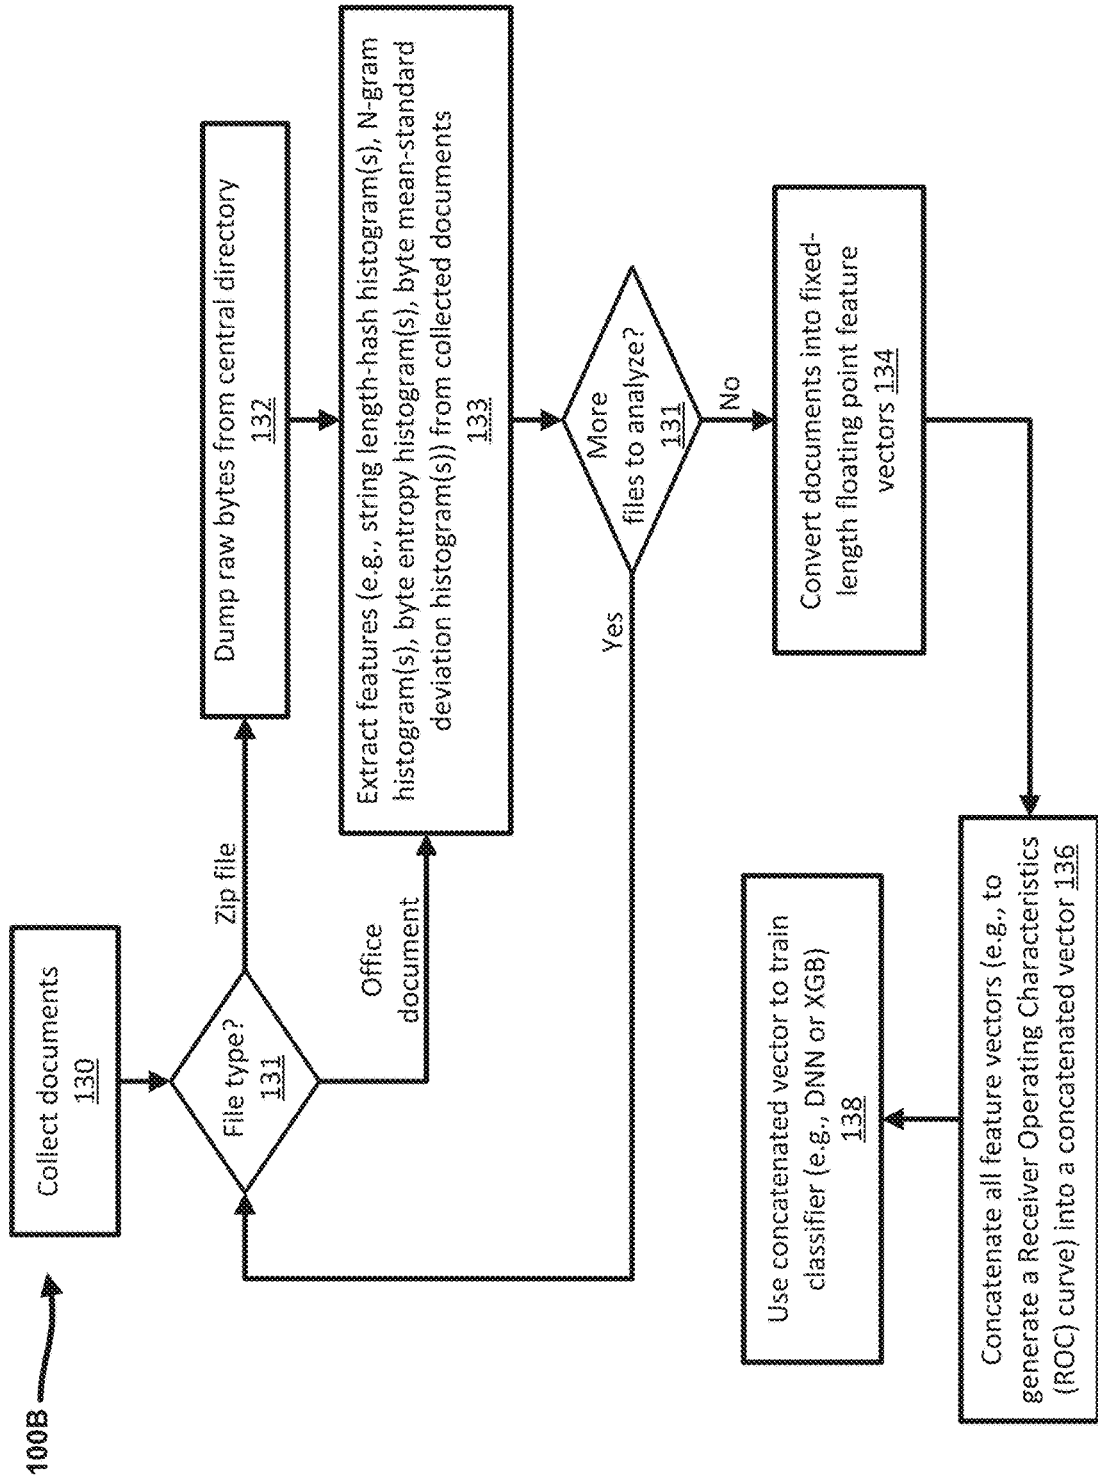 100B
Collect documents
130
File type?
131
Zip file
Office
document
Dump raw bytes from central directory
132
Extract features (e.g., string length-hash histogram(s), N-gram
histogram(s), byte entropy histogram(s), byte mean-standard
deviation histogram(s)) from collected documents
133
More
files to analyze?
131
Yes
No
Convert documents into fixed-
length floating point feature
vectors 134
Concatenate all feature vectors (e.g., to
generate a Receiver Operating Characteristics
(ROC) curve) into a concatenated vector 136
Use concatenated vector to train
classifier (e.g., DNN or XGB)
138